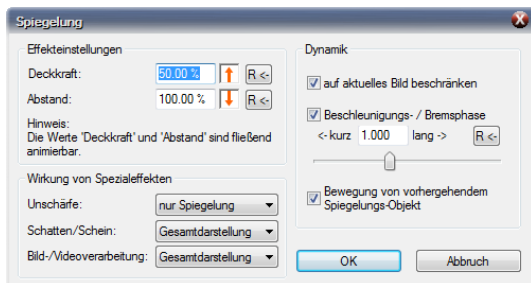 Spiegelung
Effekteinstellungen
Deckkraft: 50.00 % R <-
Abstand: 100.00 % R <-
Hinweis:
Die Werte 'Deckkraft' und 'Abstand' sind fließend
animierbar.
Wirkung von Spezialeffekten
Unschärfe: nur Spiegelung
Schatten/Schein: Gesamtdarstellung
Bild-/Videoverarbeitung: Gesamtdarstellung
Dynamik
auf aktuelles Bild beschränken
Beschleunigungs- / Bremsphase
<- kurz 1.000 lang -> R <-
Bewegung von vorhergehendem
Spiegelungs-Objekt
OK Abbruch